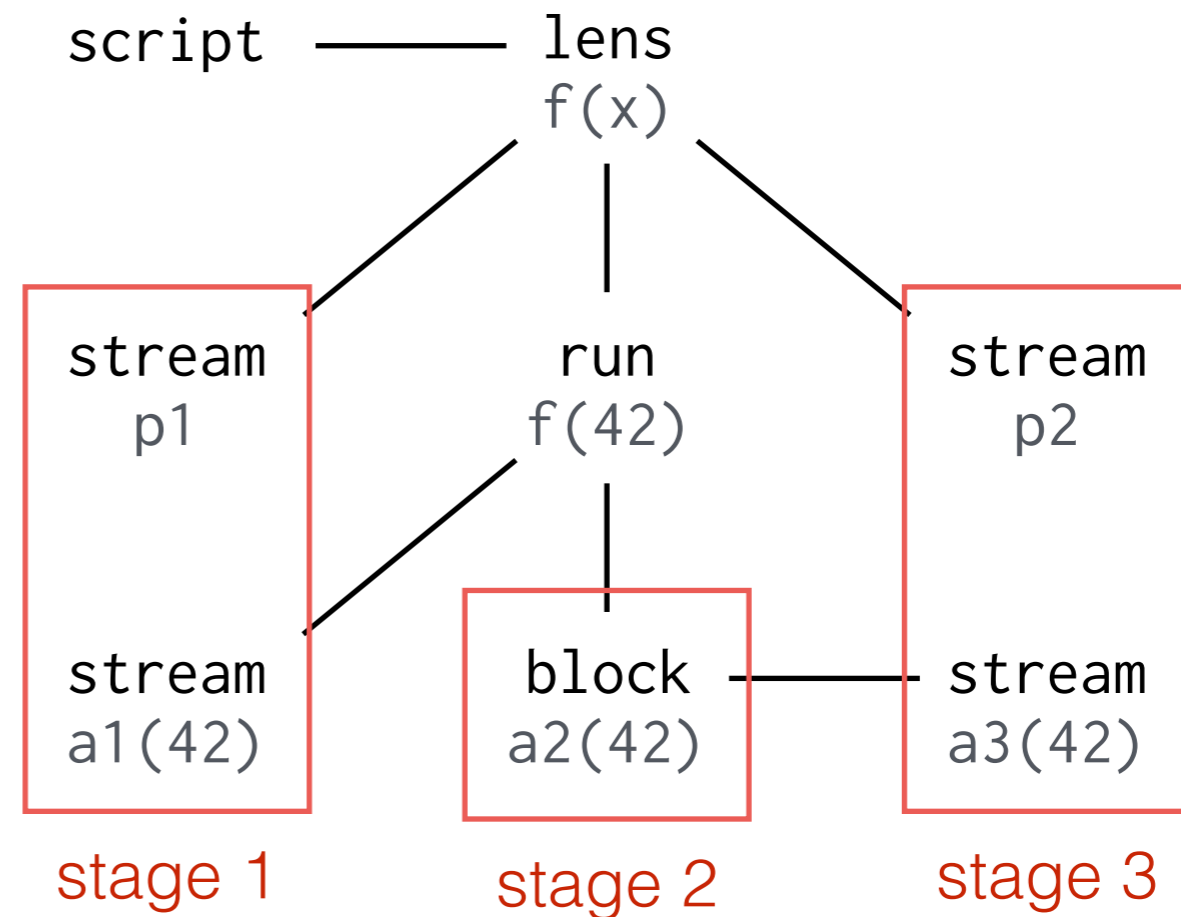 script lens
f(x)
stream run stream
p1 f(42) p2
stream block stream
a1(42) a2(42) a3(42)
stage 1 stage 2 stage 3